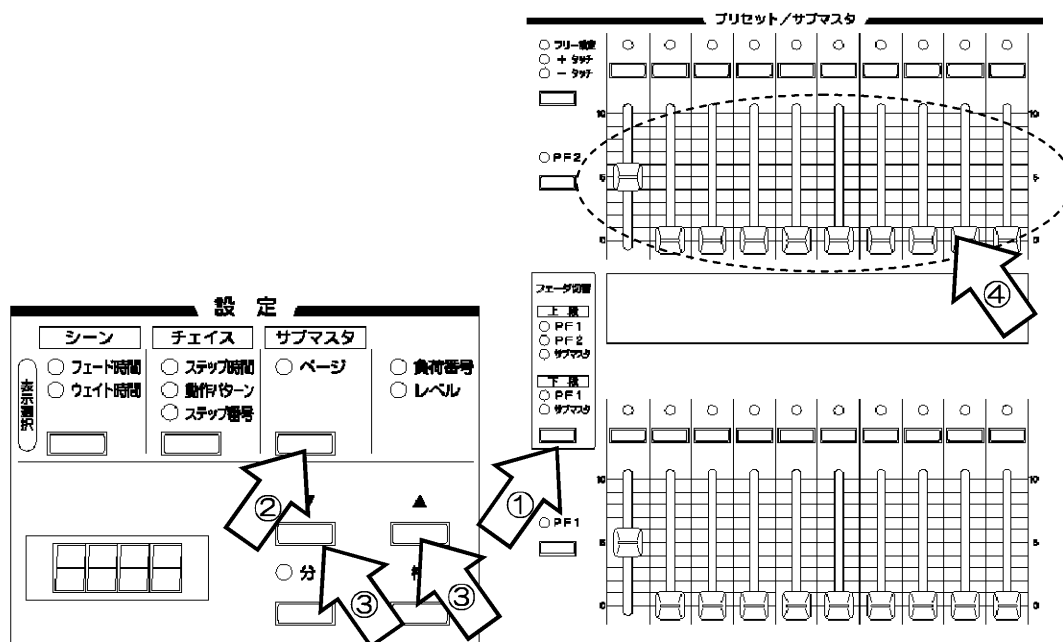 プリセット/サブマスタ
フリー設定
+ タッチ
- タッチ
10
10
PF2
5
5
0
0
④
フェーダ切替
上 段
PF1
PF2
サブマスタ
下 段
PF1
サブマスタ
①
10
10
PF1
5
5
0
0
設 定
シーン
チェイス
サブマスタ
表示選択
フェード時間
ステップ時間
ページ
負荷番号
ウェイト時間
動作パターン
レベル
ステップ番号
②
▼
▲
分
③
③